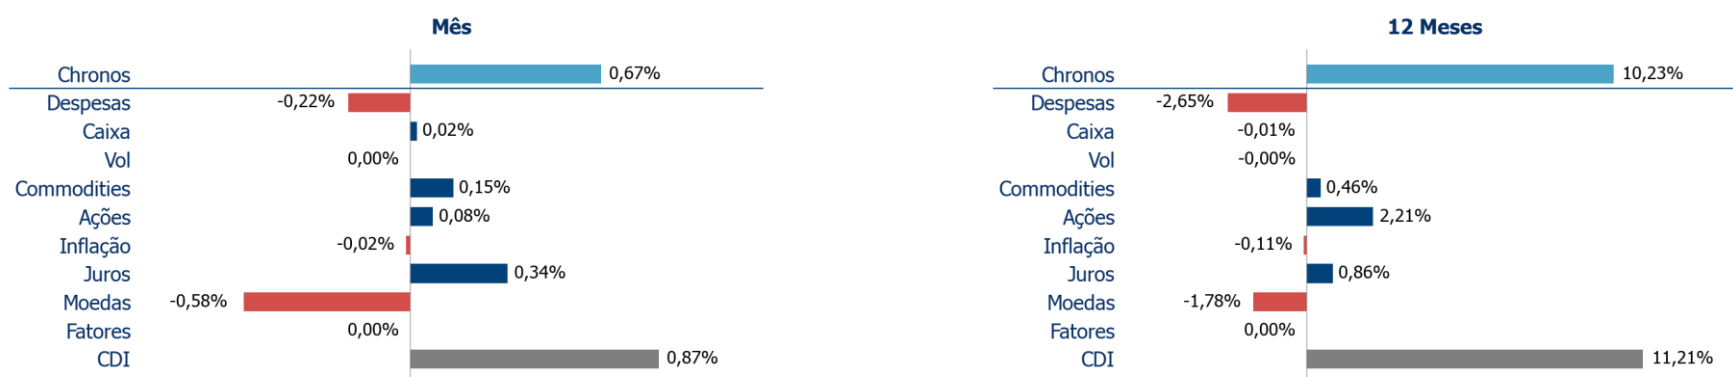 Mês
Chronos 0,67%
Despesas -0,22%
Caixa 0,02%
Vol 0,00%
Commodities 0,15%
Ações 0,08%
Inflação -0,02%
Juros 0,34%
Moedas -0,58%
Fatores 0,00%
CDI 0,87%
12 Meses
Chronos 10,23%
Despesas -2,65%
Caixa -0,01%
Vol -0,00%
Commodities 0,46%
Ações 2,21%
Inflação -0,11%
Juros 0,86%
Moedas -1,78%
Fatores 0,00%
CDI 11,21%